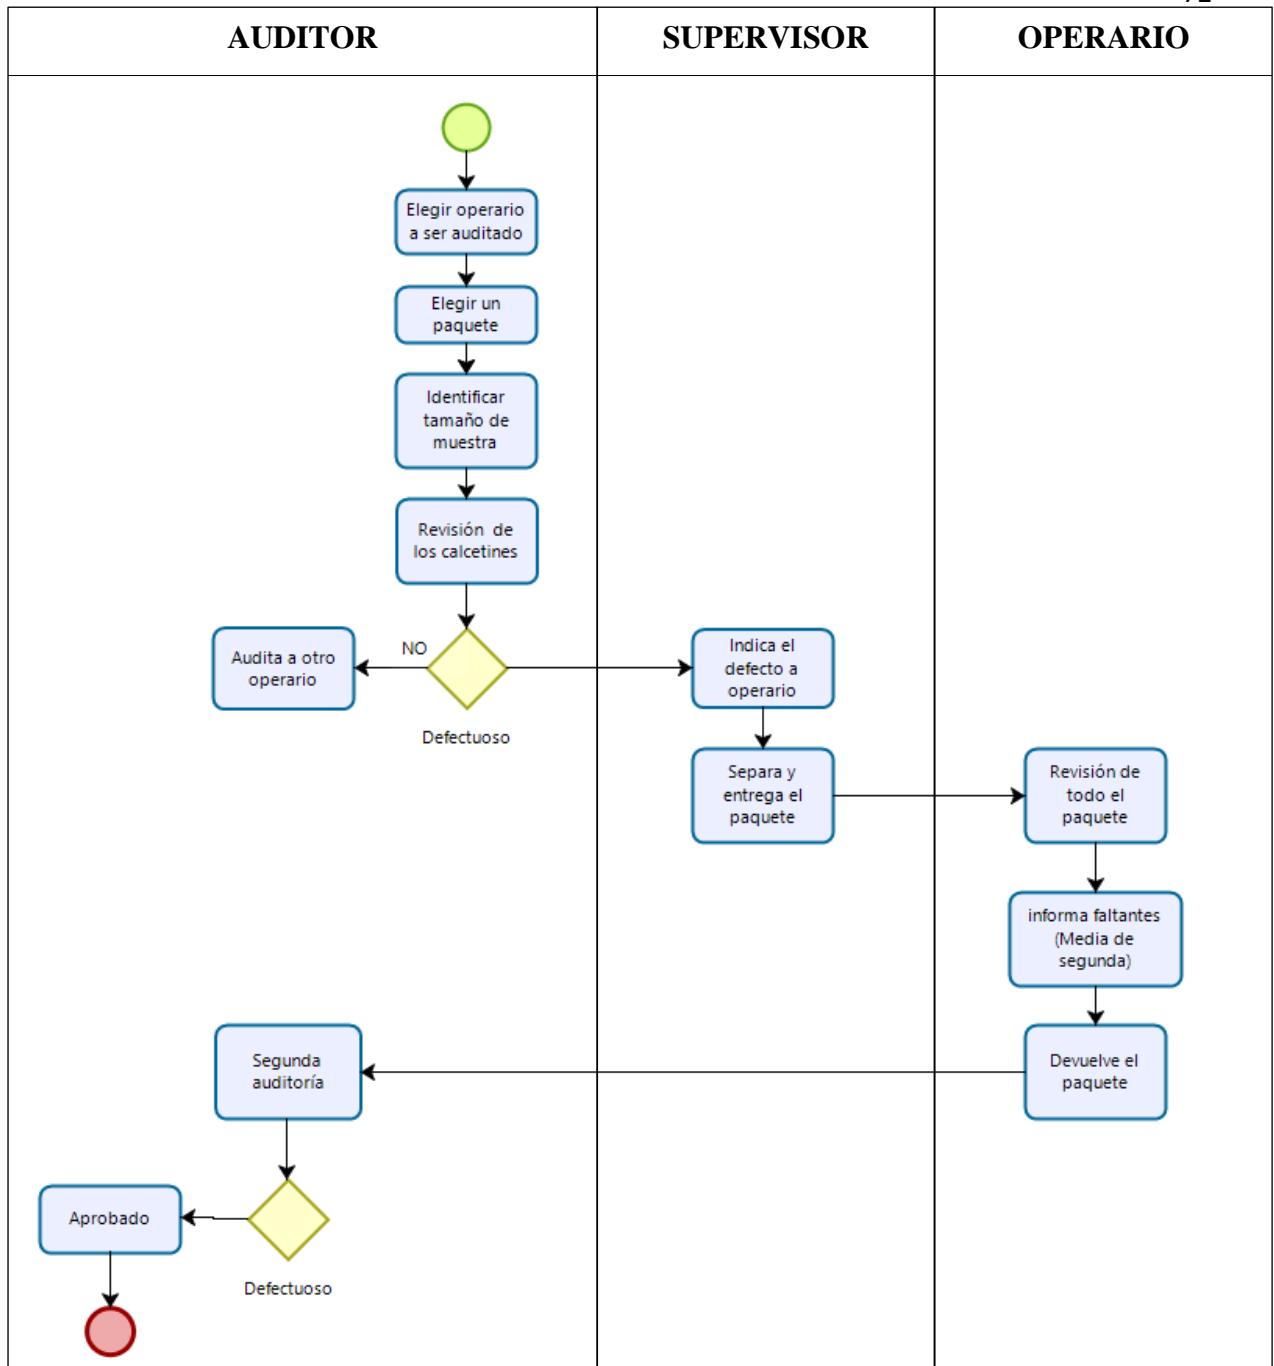 AUDITOR
SUPERVISOR
OPERARIO
Elegir operario
a ser auditado
Elegir un
paquete
Identificar
tamaño de
muestra
Revisión de
los calcetines
NO
Audita a otro
operario
Defectuoso
Indica el
defecto a
operario
Separa y
entrega el
paquete
Revisión de
todo el
paquete
informa faltantes
(Media de
segunda)
Devuelve el
paquete
Segunda
auditoría
Aprobado
Defectuoso